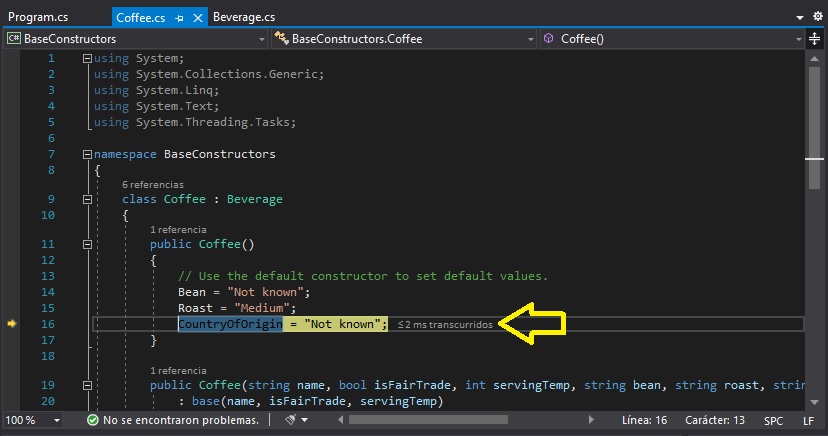 Program.cs Coffee.cs Beverage.cs
C# BaseConstructors BaseConstructors.Coffee Coffee()
1 using System;
2 using System.Collections.Generic;
3 using System.Linq;
4 using System.Text;
5 using System.Threading.Tasks;
6
7 namespace BaseConstructors
8 {
6 referencias
9 class Coffee : Beverage
10 {
1 referencia
11 public Coffee()
12 {
13 // Use the default constructor to set default values.
14 Bean = "Not known";
15 Roast = "Medium";
16 CountryOfOrigin = "Not known"; ≤ 2 ms transcurridos
17 }
18
1 referencia
19 public Coffee(string name, bool isFairTrade, int servingTemp, string bean, string roast, strin
20 : base(name, isFairTrade, servingTemp)
100 % No se encontraron problemas. Línea: 16 Carácter: 13 SPC LF